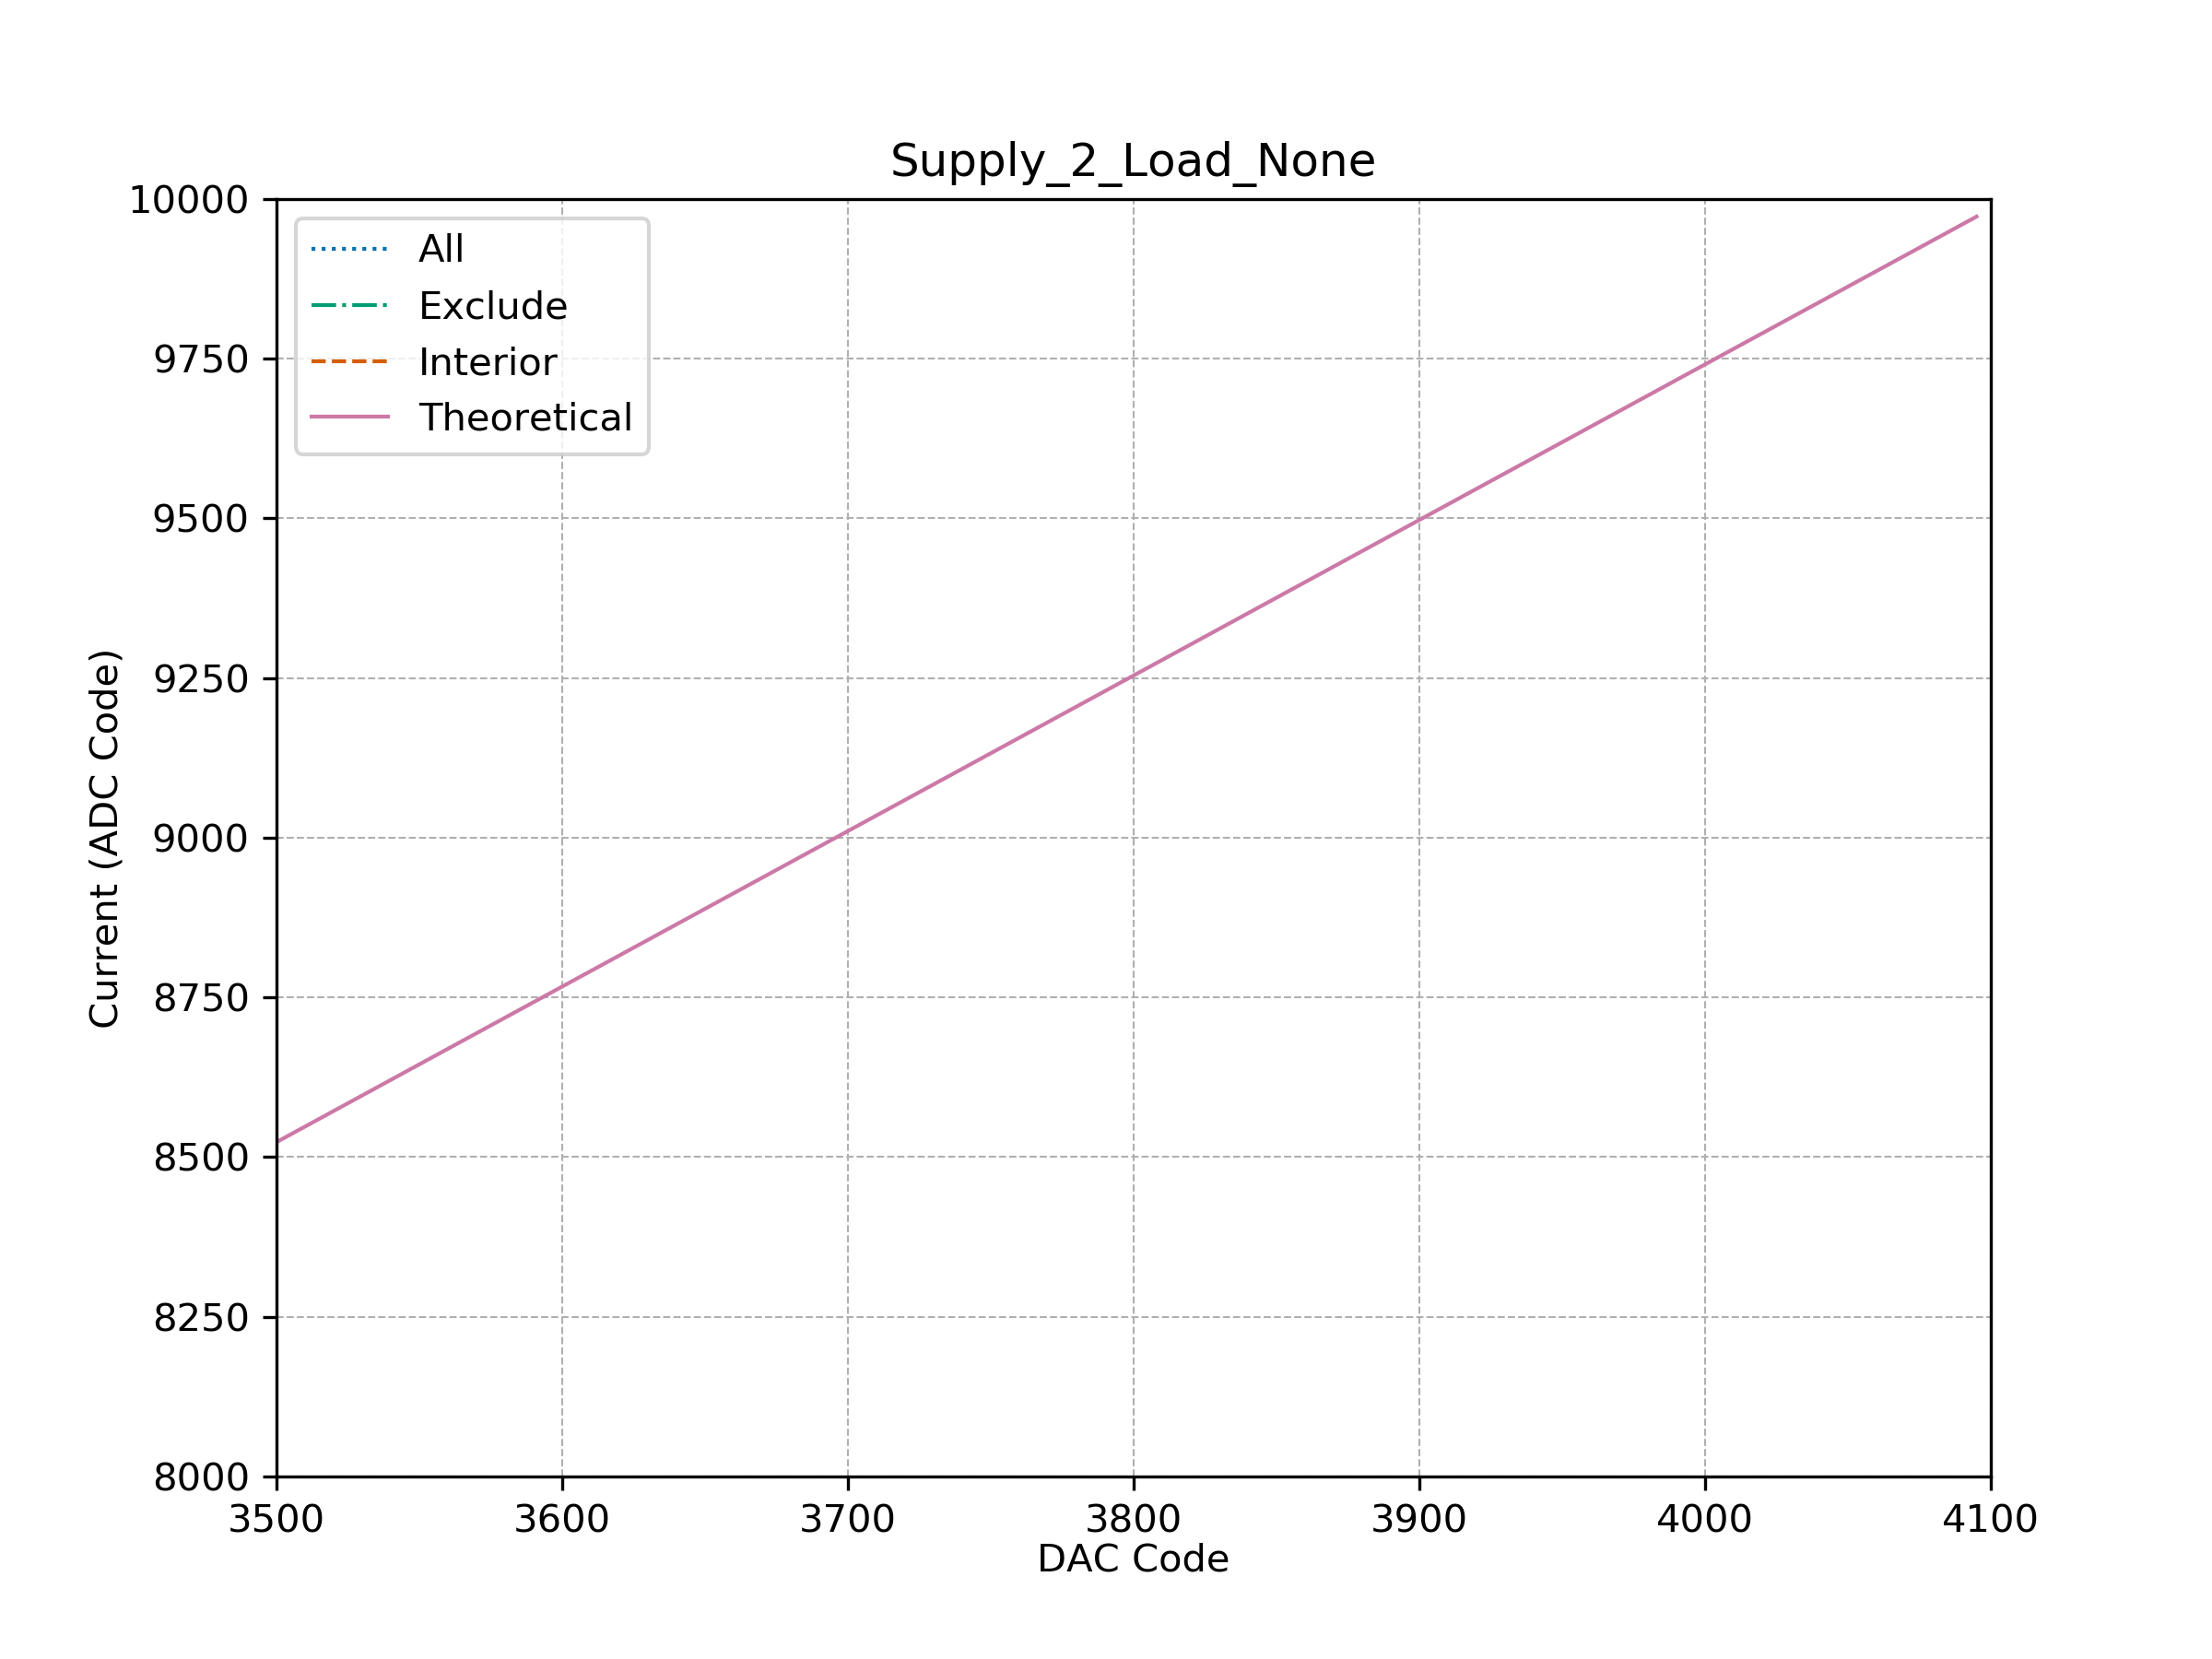 Supply_2_Load_None
10000
9750
9500
9250
9000
8750
8500
8250
8000
Current (ADC Code)
All
Exclude
Interior
Theoretical
3500 3600 3700 3800 3900 4000 4100
DAC Code